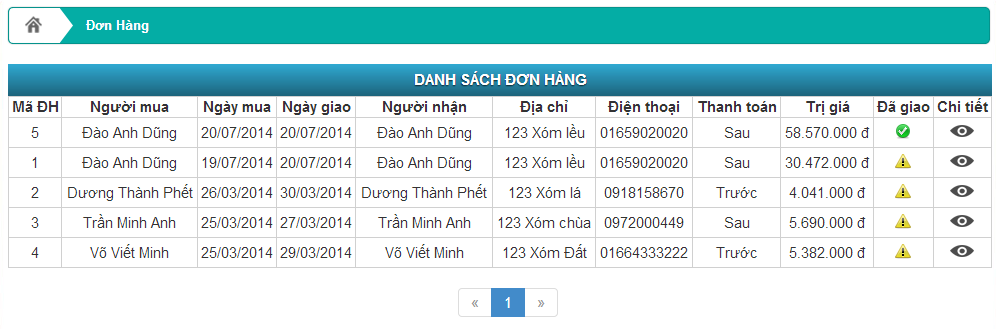 Đơn Hàng
DANH SÁCH ĐƠN HÀNG
Mã ĐH Người mua Ngày mua Ngày giao Người nhận Địa chỉ Điện thoại Thanh toán Trị giá Đã giao Chi tiết
5 Đào Anh Dũng 20/07/2014 20/07/2014 Đào Anh Dũng 123 Xóm lều 01659020020 Sau 58.570.000 đ
1 Đào Anh Dũng 19/07/2014 20/07/2014 Đào Anh Dũng 123 Xóm lều 01659020020 Sau 30.472.000 đ
2 Dương Thành Phết 26/03/2014 30/03/2014 Dương Thành Phết 123 Xóm lá 0918158670 Trước 4.041.000 đ
3 Trần Minh Anh 25/03/2014 27/03/2014 Trần Minh Anh 123 Xóm chùa 0972000449 Sau 5.690.000 đ
4 Võ Viết Minh 25/03/2014 29/03/2014 Võ Viết Minh 123 Xóm Đất 01664333222 Trước 5.382.000 đ
« 1 »